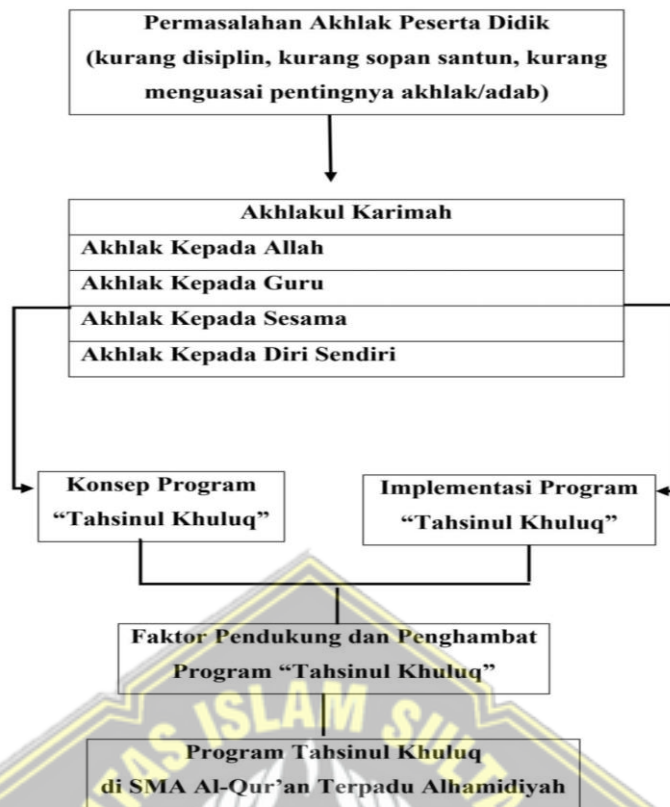 Permasalahan Akhlak Peserta Didik
(kurang disiplin, kurang sopan santun, kurang
menguasai pentingnya akhlak/adab)
Akhlakul Karimah
Akhlak Kepada Allah
Akhlak Kepada Guru
Akhlak Kepada Sesama
Akhlak Kepada Diri Sendiri
Konsep Program
“Tahsinul Khuluq”
Implementasi Program
“Tahsinul Khuluq”
Faktor Pendukung dan Penghambat
Program “Tahsinul Khuluq”
Program Tahsinul Khuluq
di SMA Al-Qur’an Terpadu Alhamidiyah
ISLAM